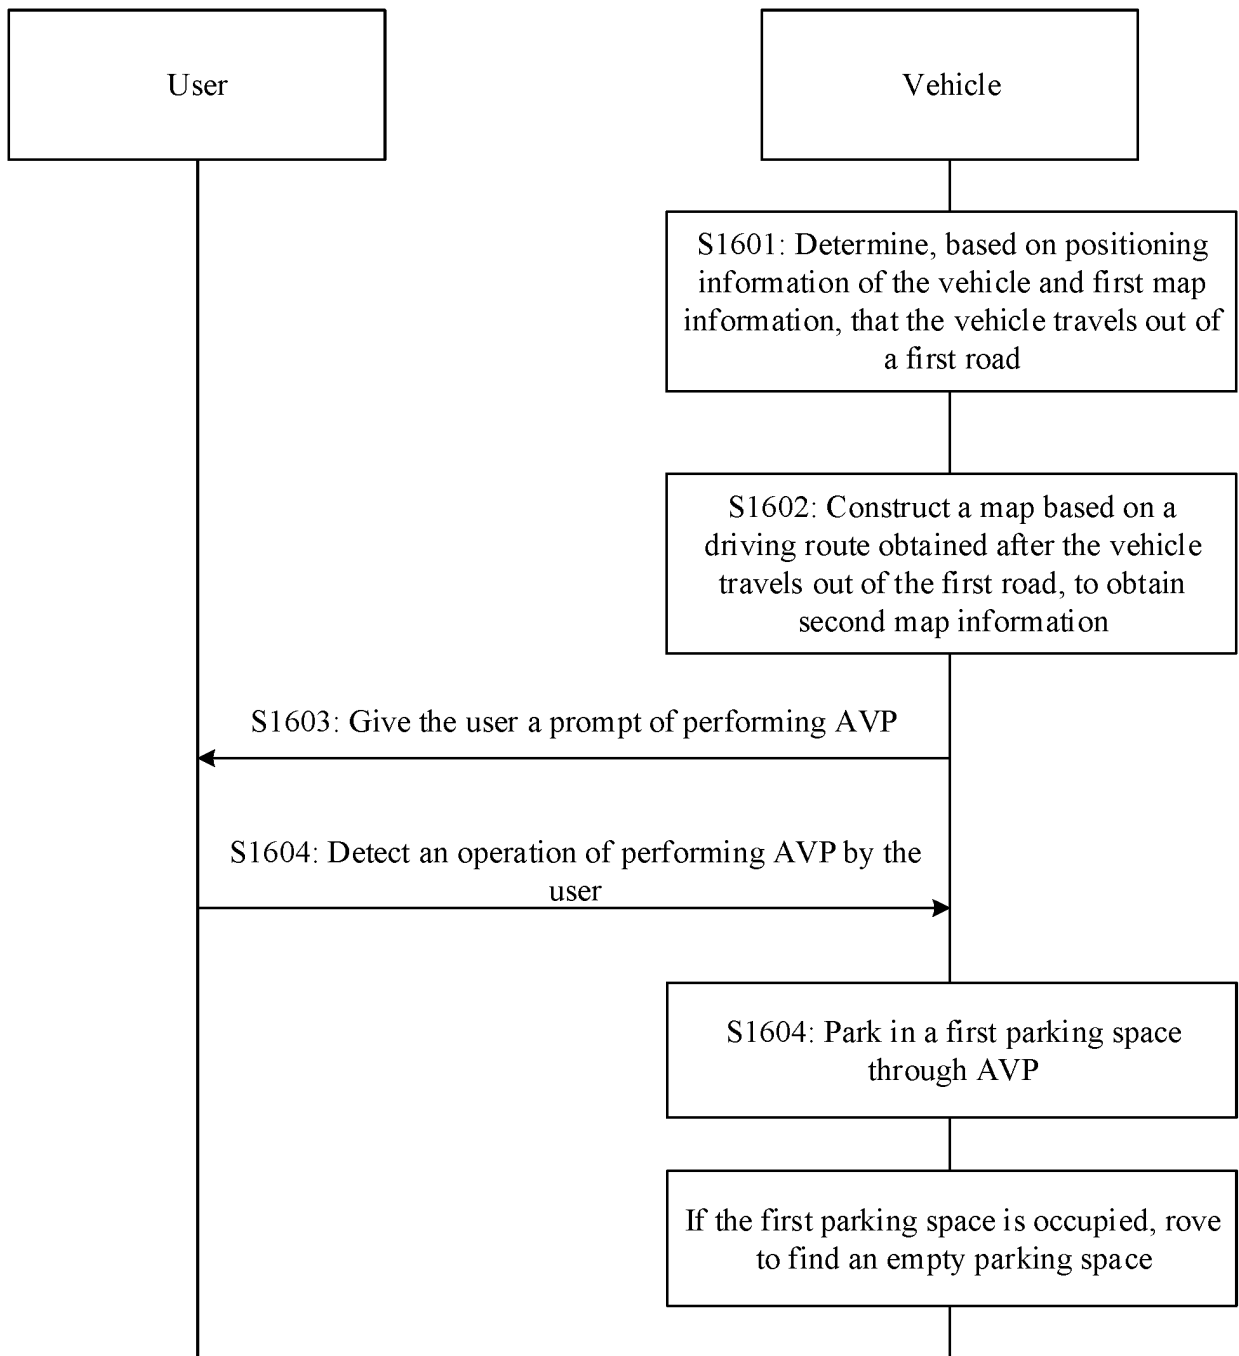 User
Vehicle
S1601: Determine, based on positioning
information of the vehicle and first map
information, that the vehicle travels out of
a first road
S1602: Construct a map based on a
driving route obtained after the vehicle
travels out of the first road, to obtain
second map information
S1603: Give the user a prompt of performing AVP
S1604: Detect an operation of performing AVP by the
user
S1604: Park in a first parking space
through AVP
If the first parking space is occupied, rove
to find an empty parking space